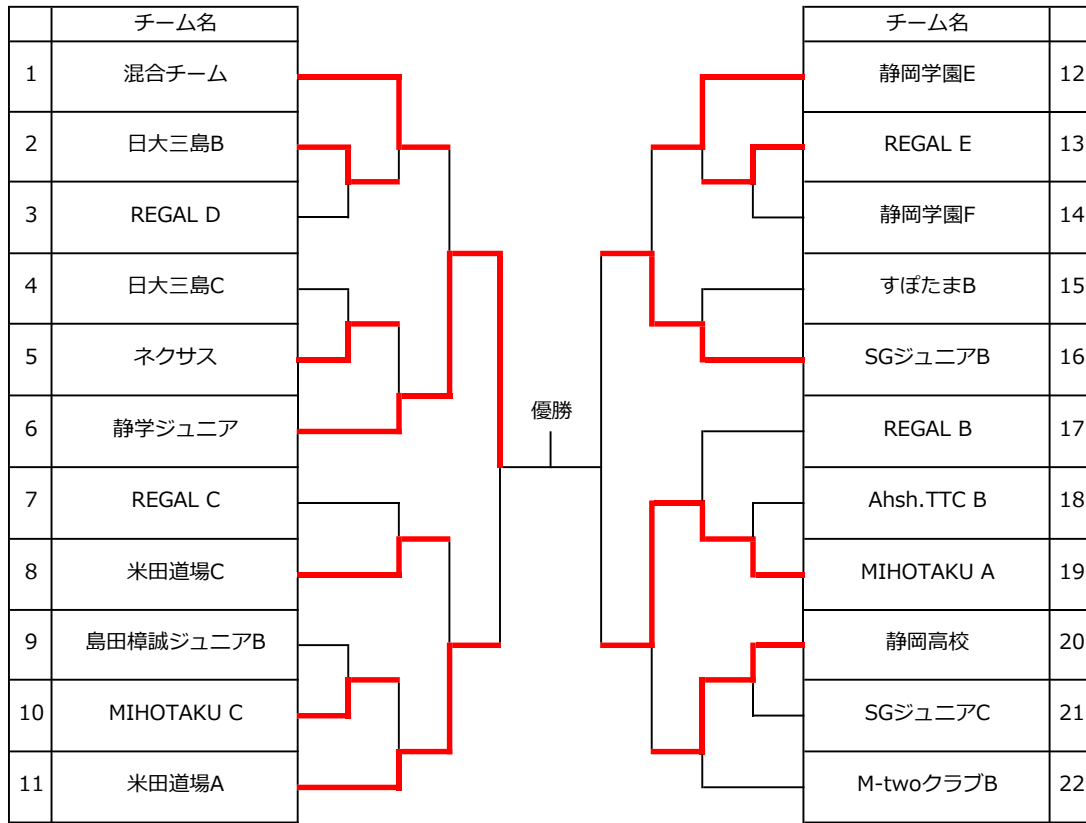 チーム名
1 混合チーム
2 日大三島B
3 REGAL D
4 日大三島C
5 ネクサス
6 静学ジュニア
7 REGAL C
8 米田道場C
9 島田樟誠ジュニアB
10 MIHOTAKU C
11 米田道場A
優勝
チーム名
静岡学園E 12
REGAL E 13
静岡学園F 14
すぽたまB 15
SGジュニアB 16
REGAL B 17
Ahsh.TTC B 18
MIHOTAKU A 19
静岡高校 20
SGジュニアC 21
M-twoクラブB 22